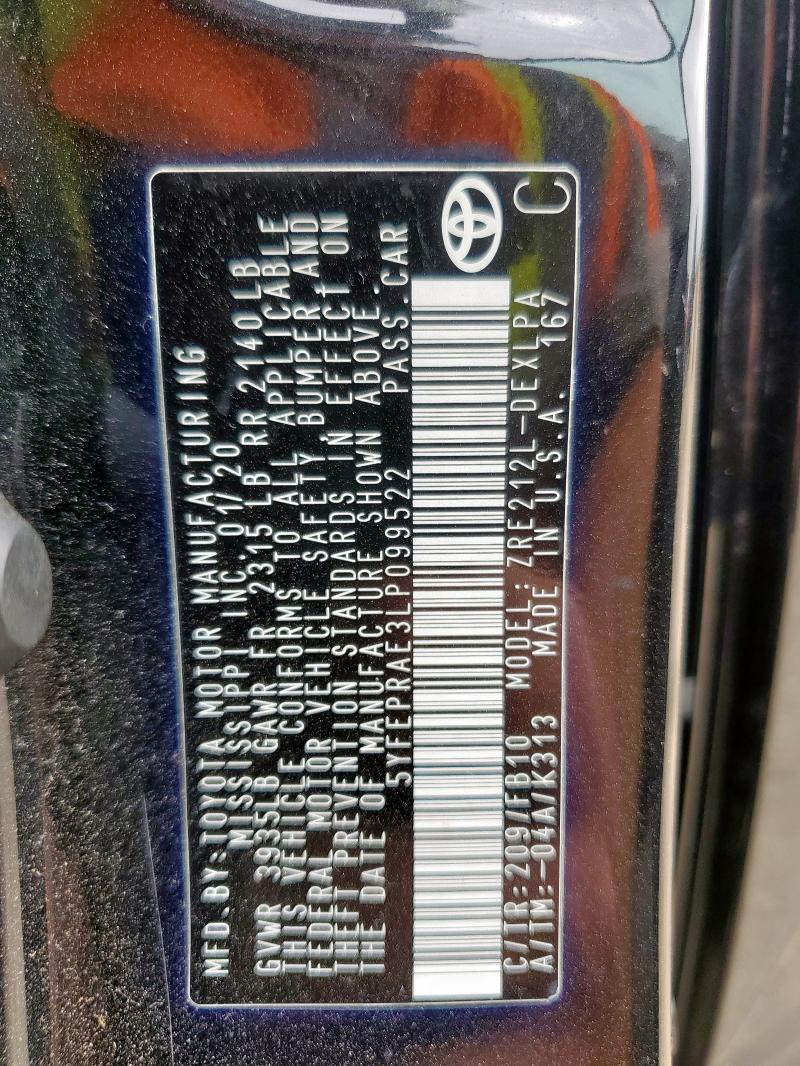 MFD.BY:TOYOTA MOTOR MANUFACTURING
MISSISSIPPI INC 01/20
GVWR 3935LB GAWR FR 2315 LB RR 2140LB
THIS VEHICLE CONFORMS TO ALL APPLICABLE
FEDERAL MOTOR VEHICLE SAFETY, BUMPER AND
THEFT PREVENTION STANDARDS IN EFFECT ON
THE DATE OF MANUFACTURE SHOWN ABOVE.
5YFEPRAE3LP099522 PASS.CAR
C/TR:209/FB10 MODEL:ZRE212L-DEXLPA
A/TM:-04A/K313 MADE IN U.S.A. 167 C